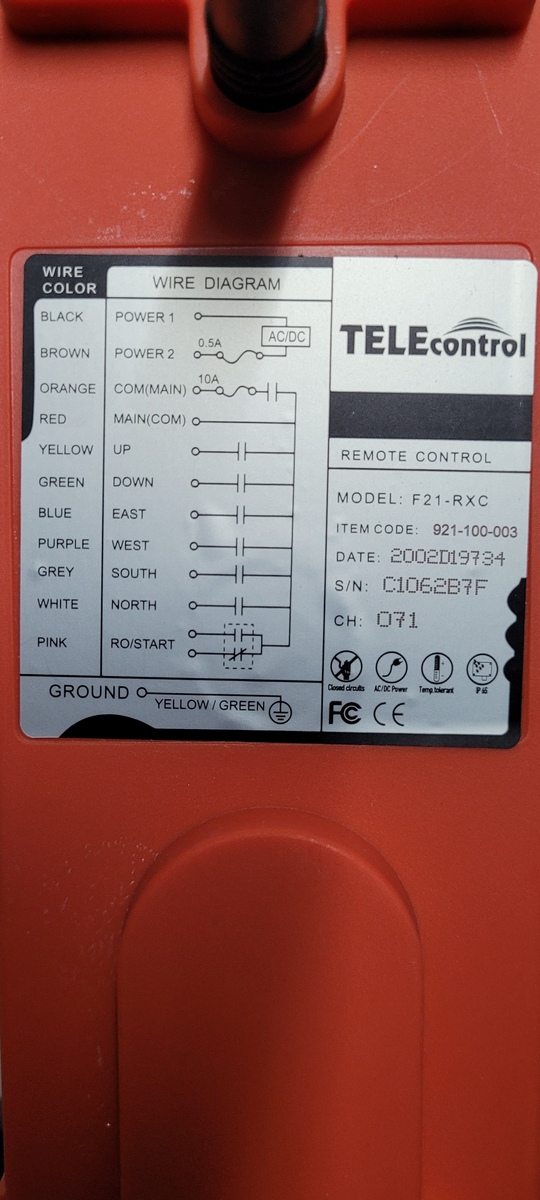 WIRE COLOR
WIRE DIAGRAM
BLACK POWER 1
AC/DC
BROWN POWER 2 0.5A
ORANGE COM(MAIN) 10A
RED MAIN(COM)
YELLOW UP
GREEN DOWN
BLUE EAST
PURPLE WEST
GREY SOUTH
WHITE NORTH
PINK RO/START
GROUND YELLOW / GREEN
TELEcontrol
REMOTE CONTROL
MODEL: F21-RXC
ITEM CODE: 921-100-003
DATE: 2002D19734
S/N: C1062B7F
CH: 071
Closed circuits AC/DC Power Temp.tolerant IP 65
FC CE